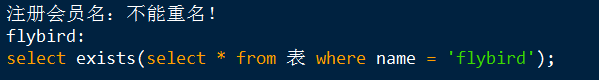 注册会员名：不能重名！
flybird:
select exists(select * from 表 where name = 'flybird');